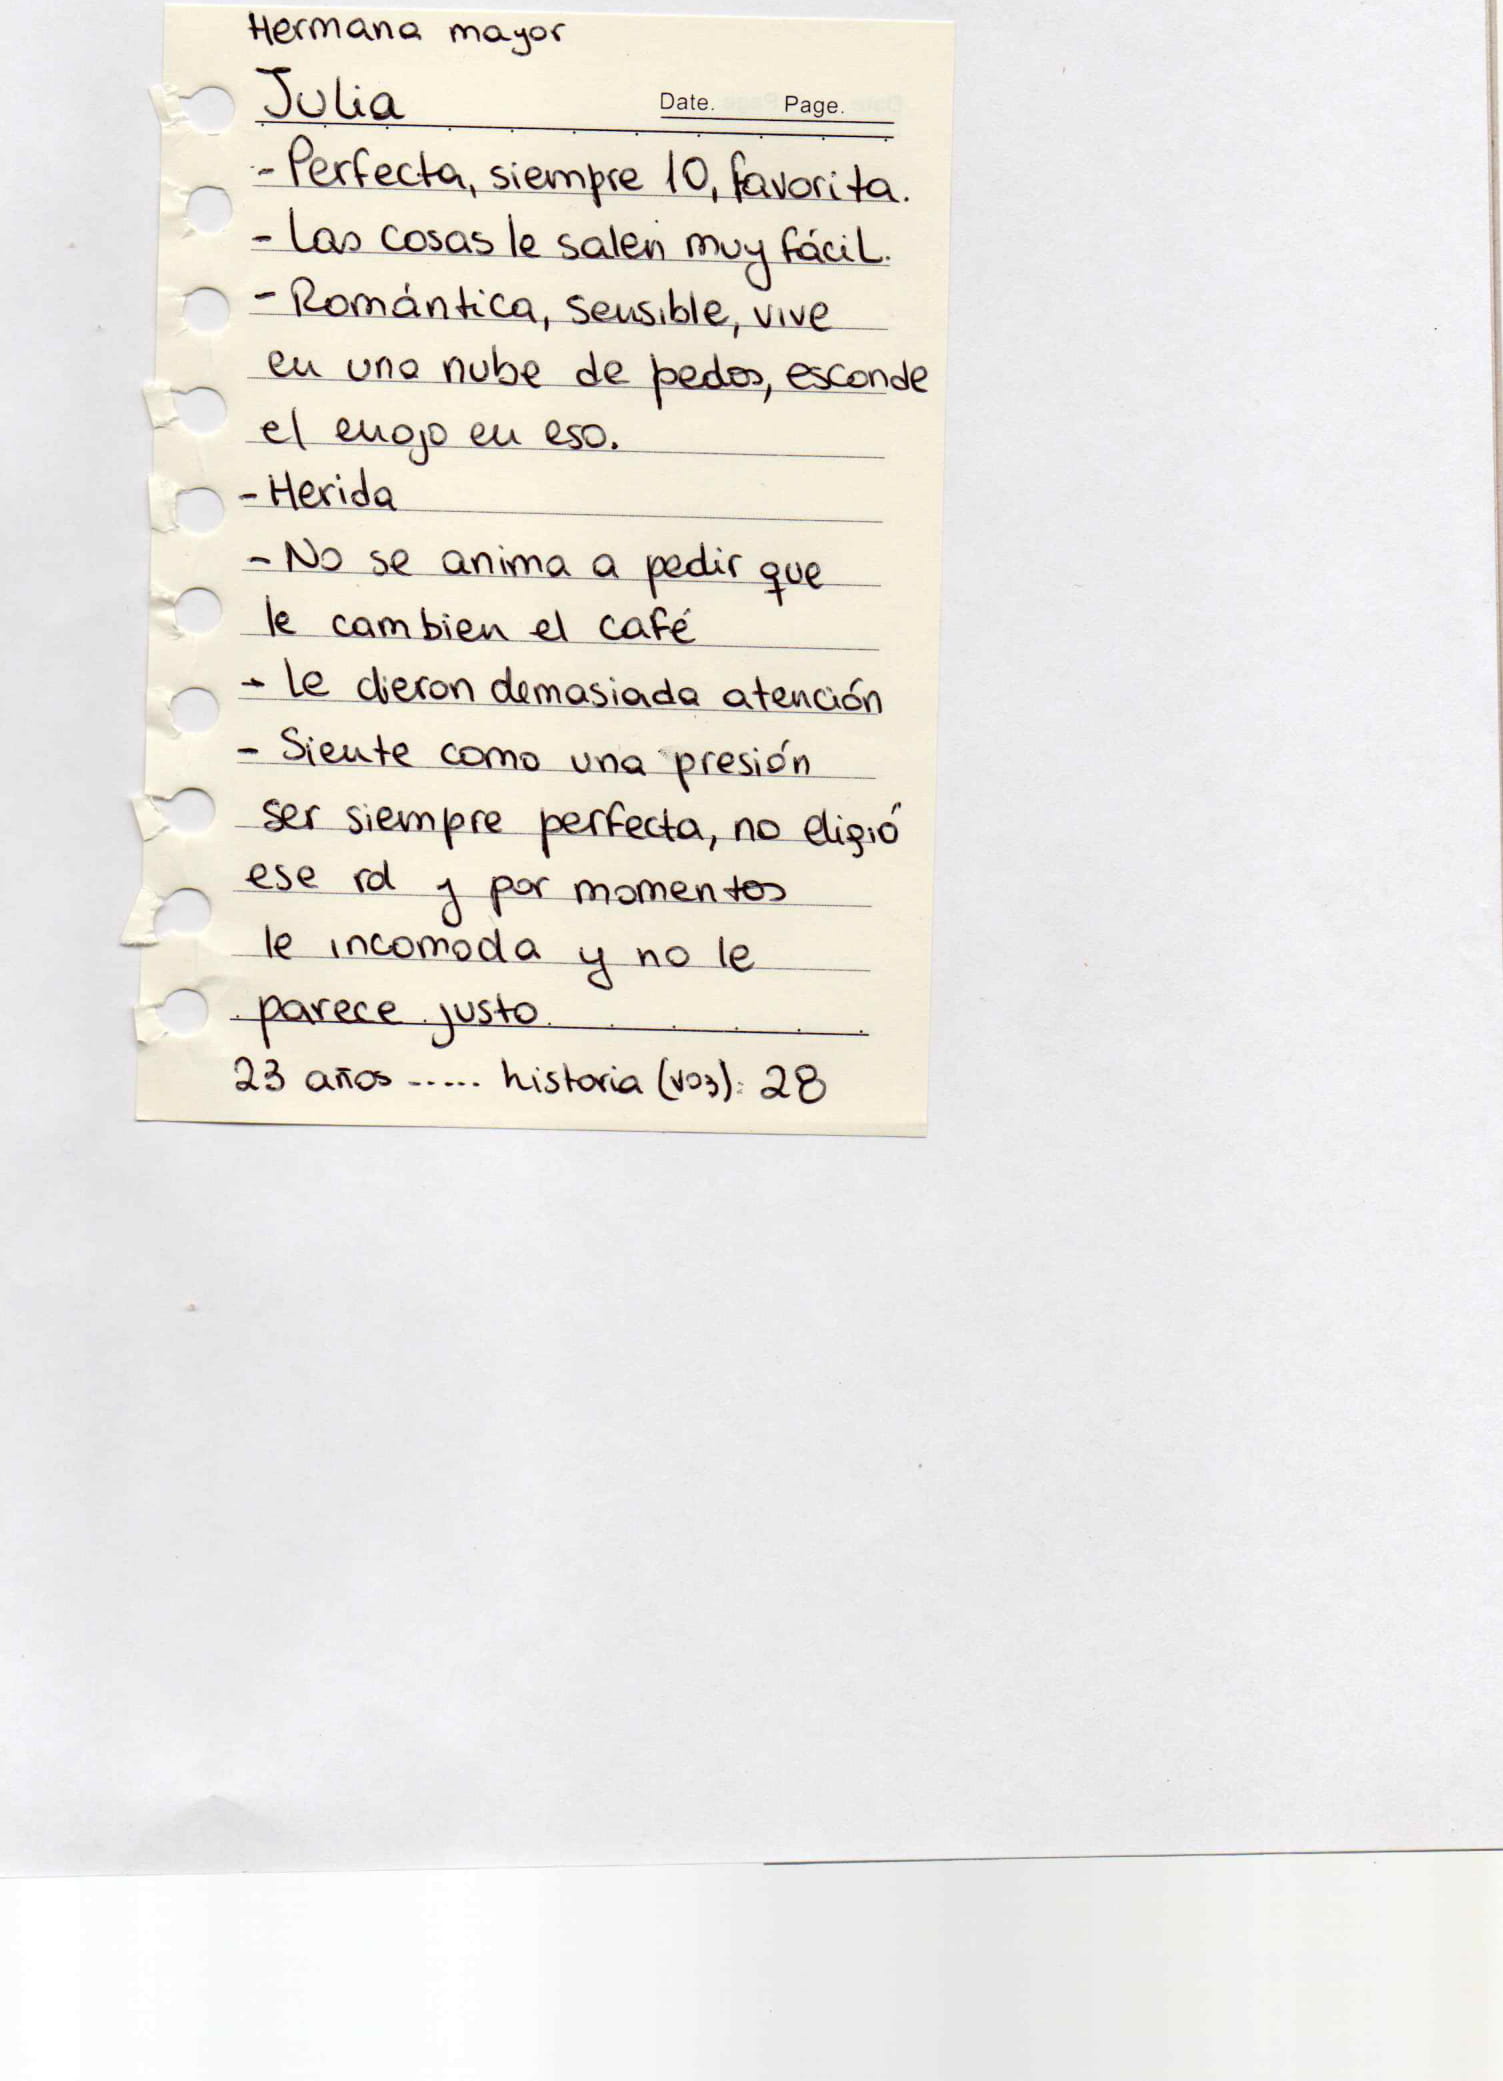 Hermana mayor
Julia
Date. Page.
- Perfecta, siempre 10, favorita.
- Las cosas le salen muy fácil.
- Romántica, sensible, vive
en una nube de pedos, esconde
el enojo en eso.
- Herida
- No se anima a pedir que
le cambien el café
- Le dieron demasiada atención
- Siente como una presión
ser siempre perfecta, no eligió
ese rol y por momentos
le incomoda y no le
parece justo
23 años ..... historia (voz): 28